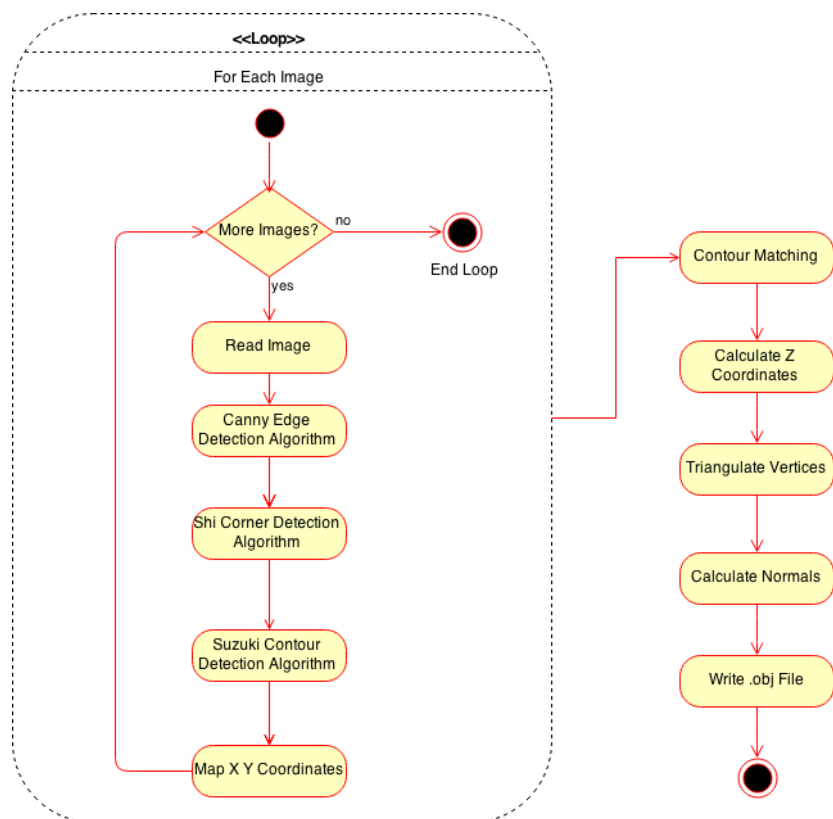 <<Loop>>
For Each Image
More Images?
no
End Loop
yes
Read Image
Canny Edge
Detection Algorithm
Shi Corner Detection
Algorithm
Suzuki Contour
Detection Algorithm
Map X Y Coordinates
Contour Matching
Calculate Z
Coordinates
Triangulate Vertices
Calculate Normals
Write .obj File